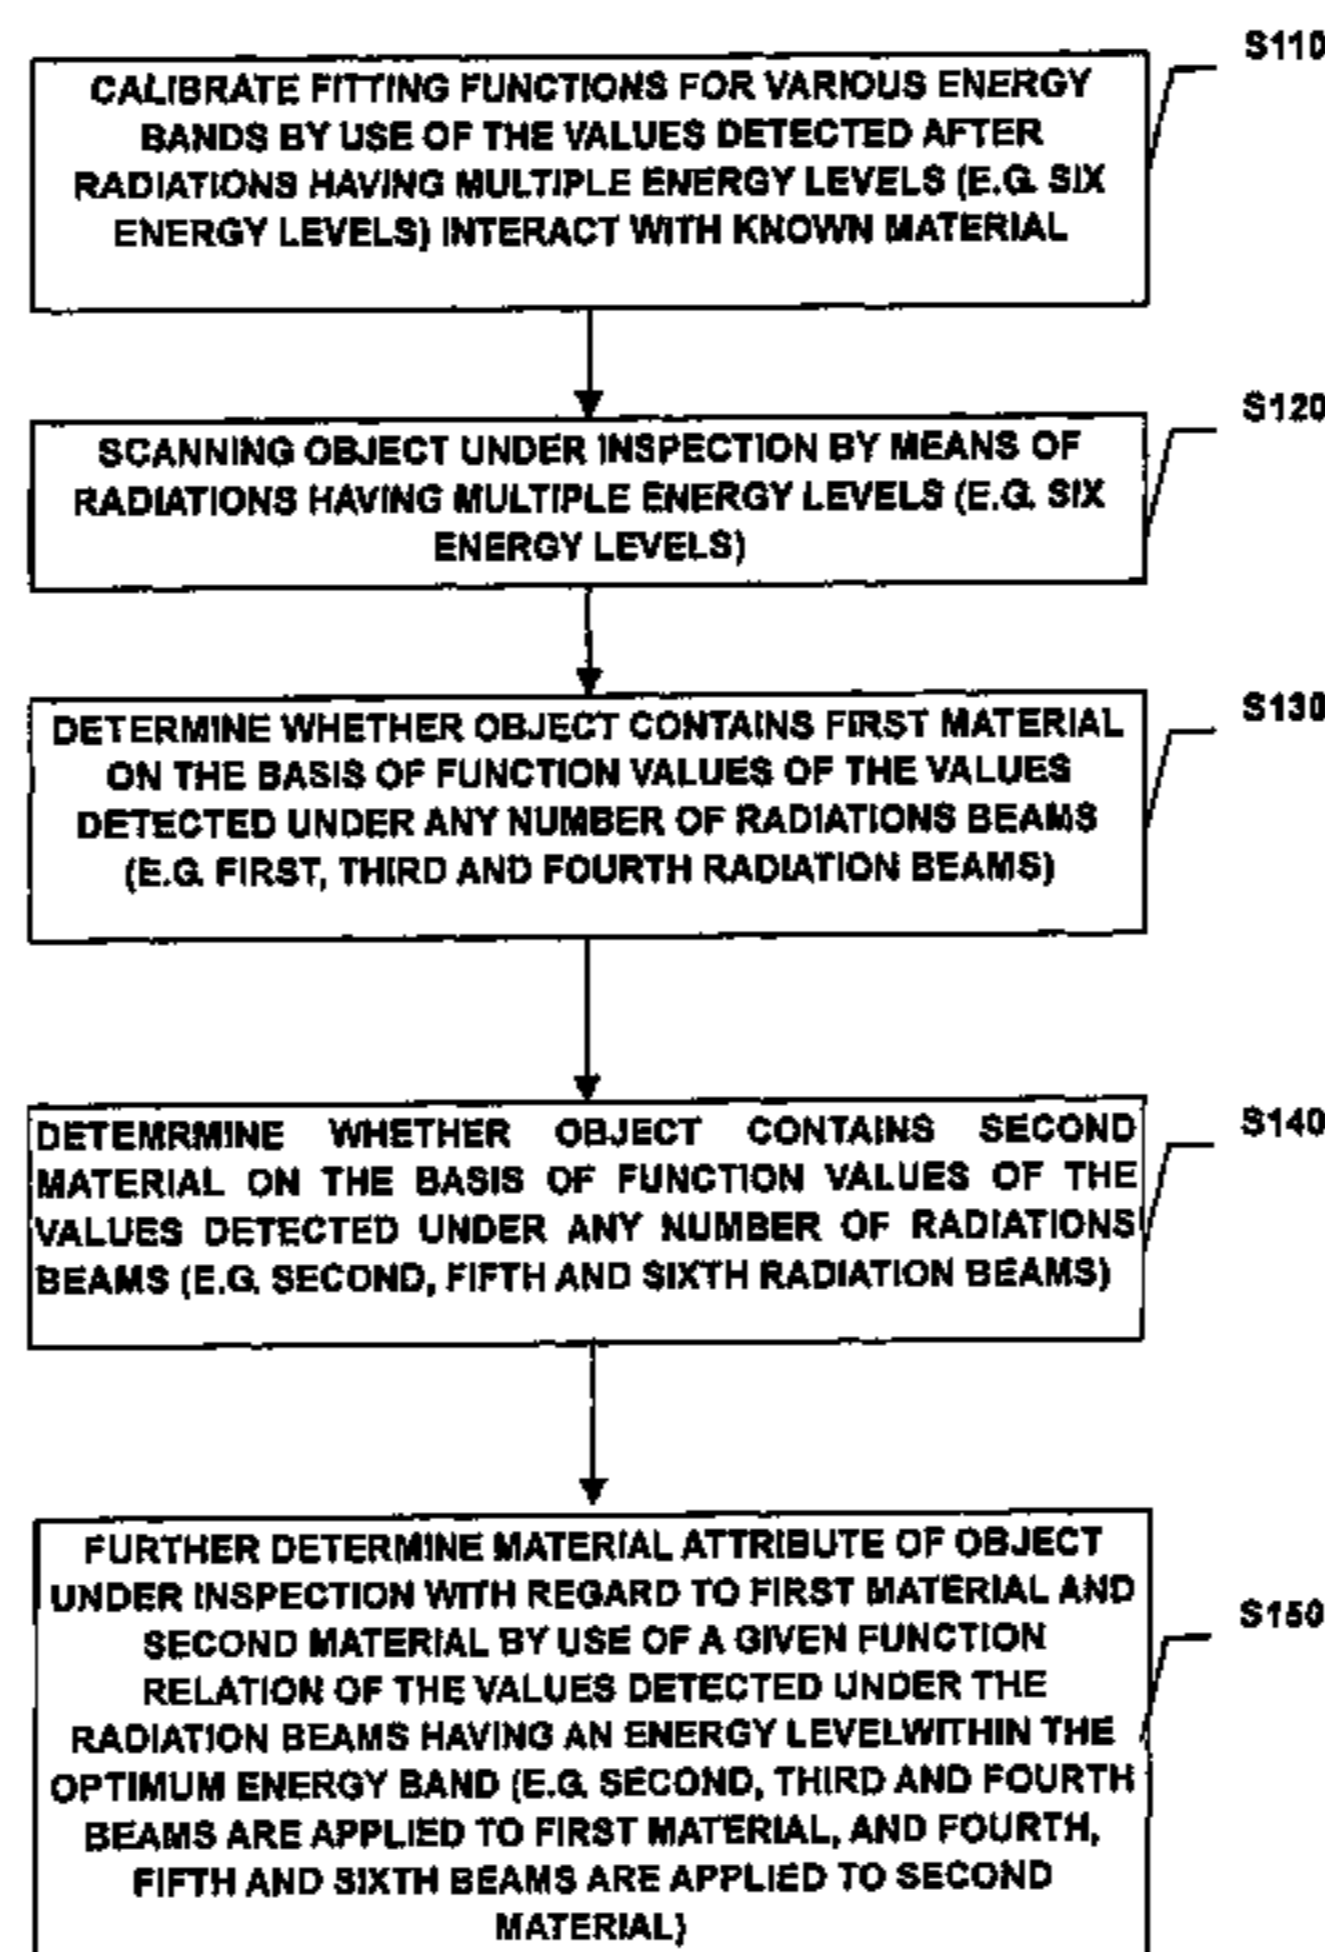 S110
CALIBRATE FITTING FUNCTIONS FOR VARIOUS ENERGY
BANDS BY USE OF THE VALUES DETECTED AFTER
RADIATIONS HAVING MULTIPLE ENERGY LEVELS (E.G. SIX
ENERGY LEVELS) INTERACT WITH KNOWN MATERIAL
S120
SCANNING OBJECT UNDER INSPECTION BY MEANS OF
RADIATIONS HAVING MULTIPLE ENERGY LEVELS (E.G. SIX
ENERGY LEVELS)
S130
DETERMINE WHETHER OBJECT CONTAINS FIRST MATERIAL
ON THE BASIS OF FUNCTION VALUES OF THE VALUES
DETECTED UNDER ANY NUMBER OF RADIATIONS BEAMS
(E.G. FIRST, THIRD AND FOURTH RADIATION BEAMS)
S140
DETEMRMINE WHETHER OBJECT CONTAINS SECOND
MATERIAL ON THE BASIS OF FUNCTION VALUES OF THE
VALUES DETECTED UNDER ANY NUMBER OF RADIATIONS
BEAMS (E.G. SECOND, FIFTH AND SIXTH RADIATION BEAMS)
S150
FURTHER DETERMINE MATERIAL ATTRIBUTE OF OBJECT
UNDER INSPECTION WITH REGARD TO FIRST MATERIAL AND
SECOND MATERIAL BY USE OF A GIVEN FUNCTION
RELATION OF THE VALUES DETECTED UNDER THE
RADIATION BEAMS HAVING AN ENERGY LEVELWITHIN THE
OPTIMUM ENERGY BAND (E.G. SECOND, THIRD AND FOURTH
BEAMS ARE APPLIED TO FIRST MATERIAL, AND FOURTH,
FIFTH AND SIXTH BEAMS ARE APPLIED TO SECOND
MATERIAL)